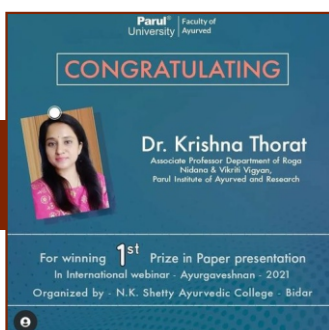 Parul® University
Faculty of Ayurved
CONGRATULATING
Dr. Krishna Thorat
Associate Professor Department of Roga
Nidana & Vikriti Vigyan,
Parul Institute of Ayurved and Research
For winning 1st Prize in Paper presentation
In International webinar - Ayurgaveshnan - 2021
Organized by - N.K. Shetty Ayurvedic College - Bidar